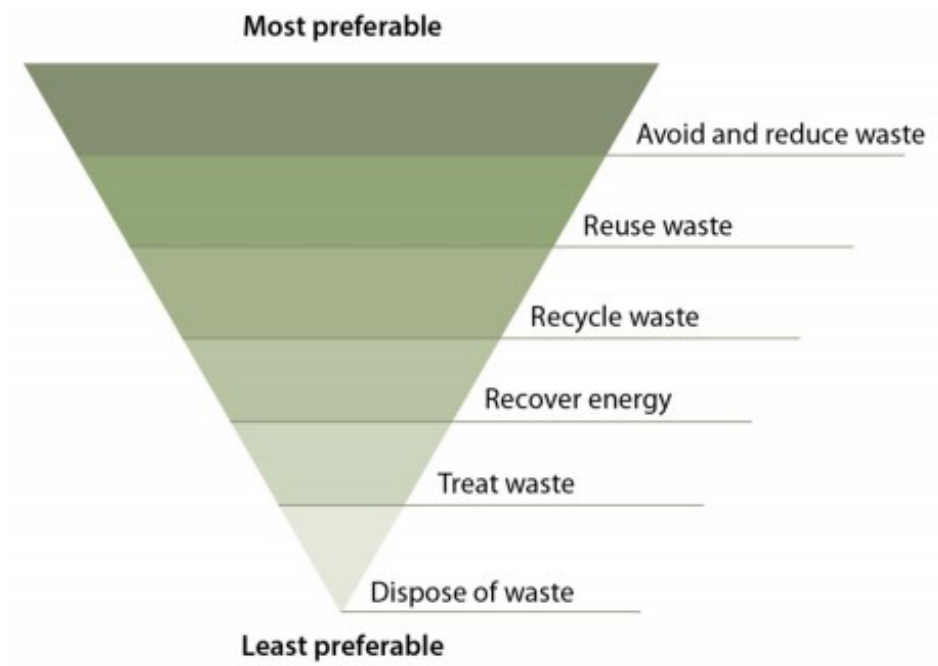 Most preferable
Avoid and reduce waste
Reuse waste
Recycle waste
Recover energy
Treat waste
Dispose of waste
Least preferable